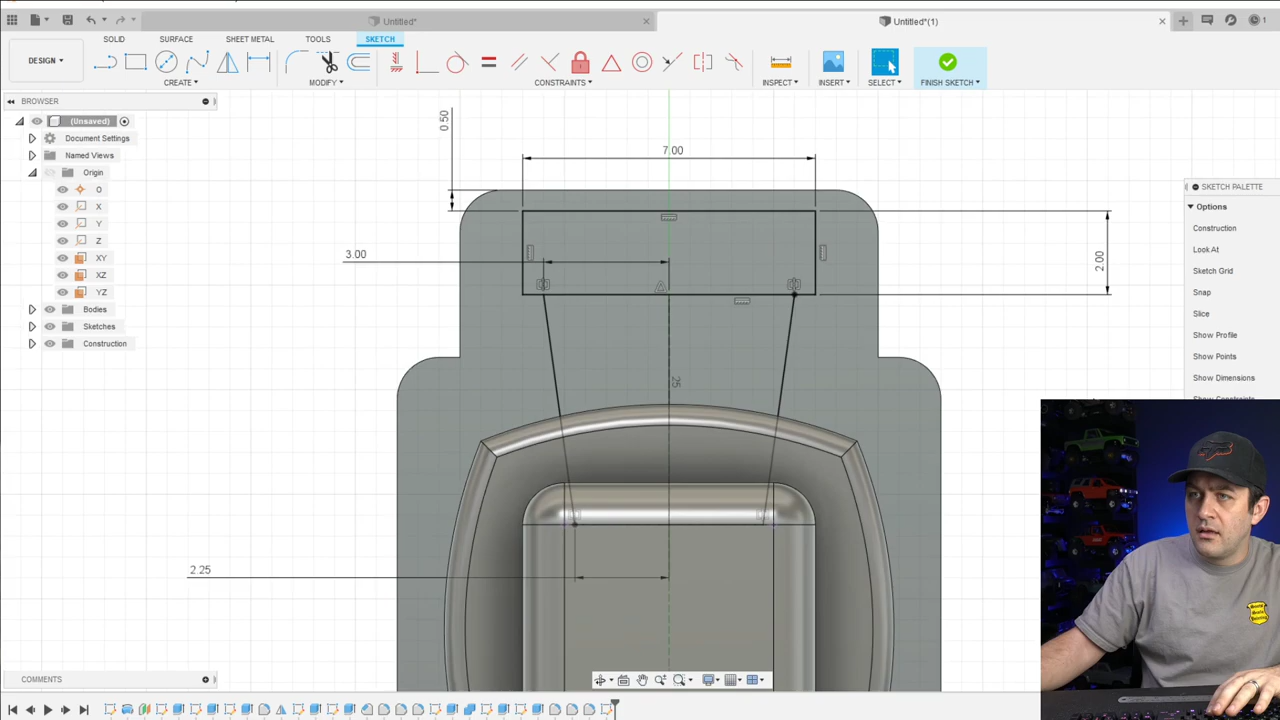 Untitled*
Untitled*(1)
1
SOLID
SURFACE
SHEET METAL
TOOLS
SKETCH
DESIGN
CREATE
MODIFY
CONSTRAINTS
INSPECT
INSERT
SELECT
FINISH SKETCH
BROWSER
(Unsaved)
Document Settings
Named Views
Origin
O
X
Y
Z
XY
XZ
YZ
Bodies
Sketches
Construction
0.50
7.00
3.00
2.00
25
2.25
SKETCH PALETTE
Options
Construction
Look At
Sketch Grid
Snap
Slice
Show Profile
Show Points
Show Dimensions
COMMENTS